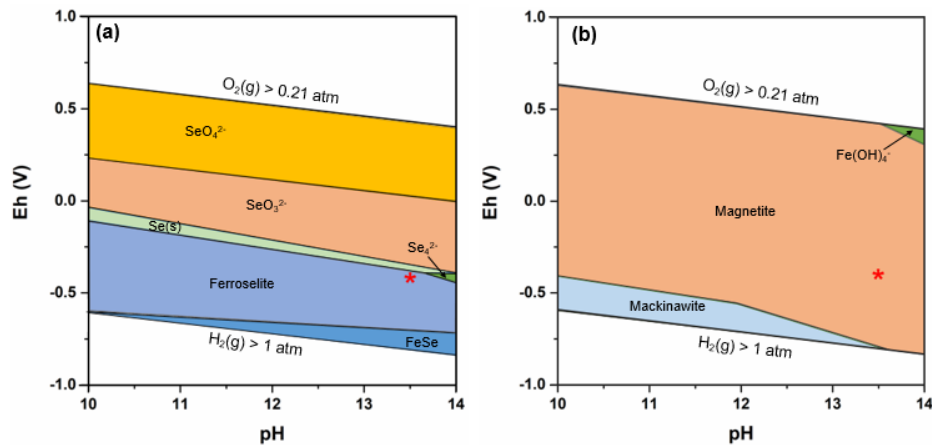 (a)
1.0
0.5
0.0
-0.5
-1.0
Eh (V)
O₂(g) > 0.21 atm
SeO₄²⁻
SeO₃²⁻
Se(s)
Se₄²⁻
Ferroselite
*
FeSe
H₂(g) > 1 atm
10 11 12 13 14
pH
(b)
1.0
0.5
0.0
-0.5
-1.0
Eh (V)
O₂(g) > 0.21 atm
Fe(OH)₄⁻
Magnetite
*
Mackinawite
H₂(g) > 1 atm
10 11 12 13 14
pH